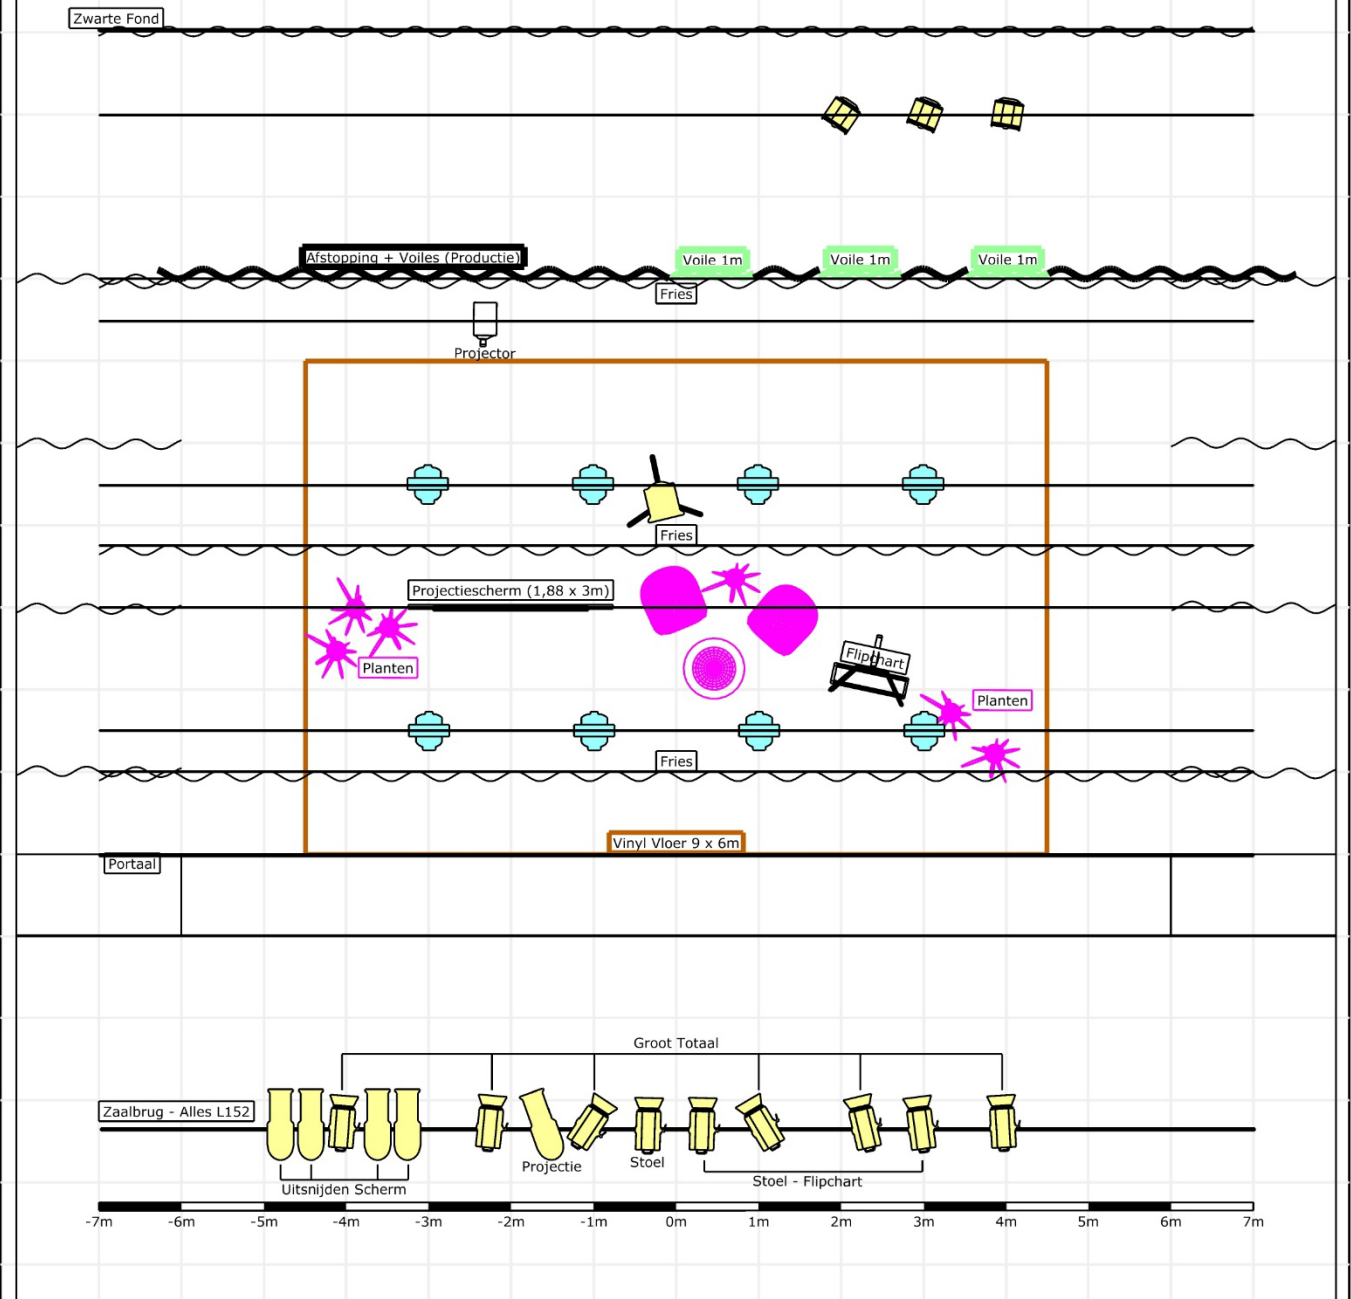 Zwarte Fond
Afstopping + Voiles (Productie)
Voile 1m
Voile 1m
Voile 1m
Fries
Projector
Fries
Projectiescherm (1,88 x 3m)
Flipchart
Planten
Planten
Fries
Vinyl Vloer 9 x 6m
Portaal
Groot Totaal
Zaalbrug - Alles L152
Projectie
Stoel
Stoel - Flipchart
Uitsnijden Scherm
-7m -6m -5m -4m -3m -2m -1m 0m 1m 2m 3m 4m 5m 6m 7m